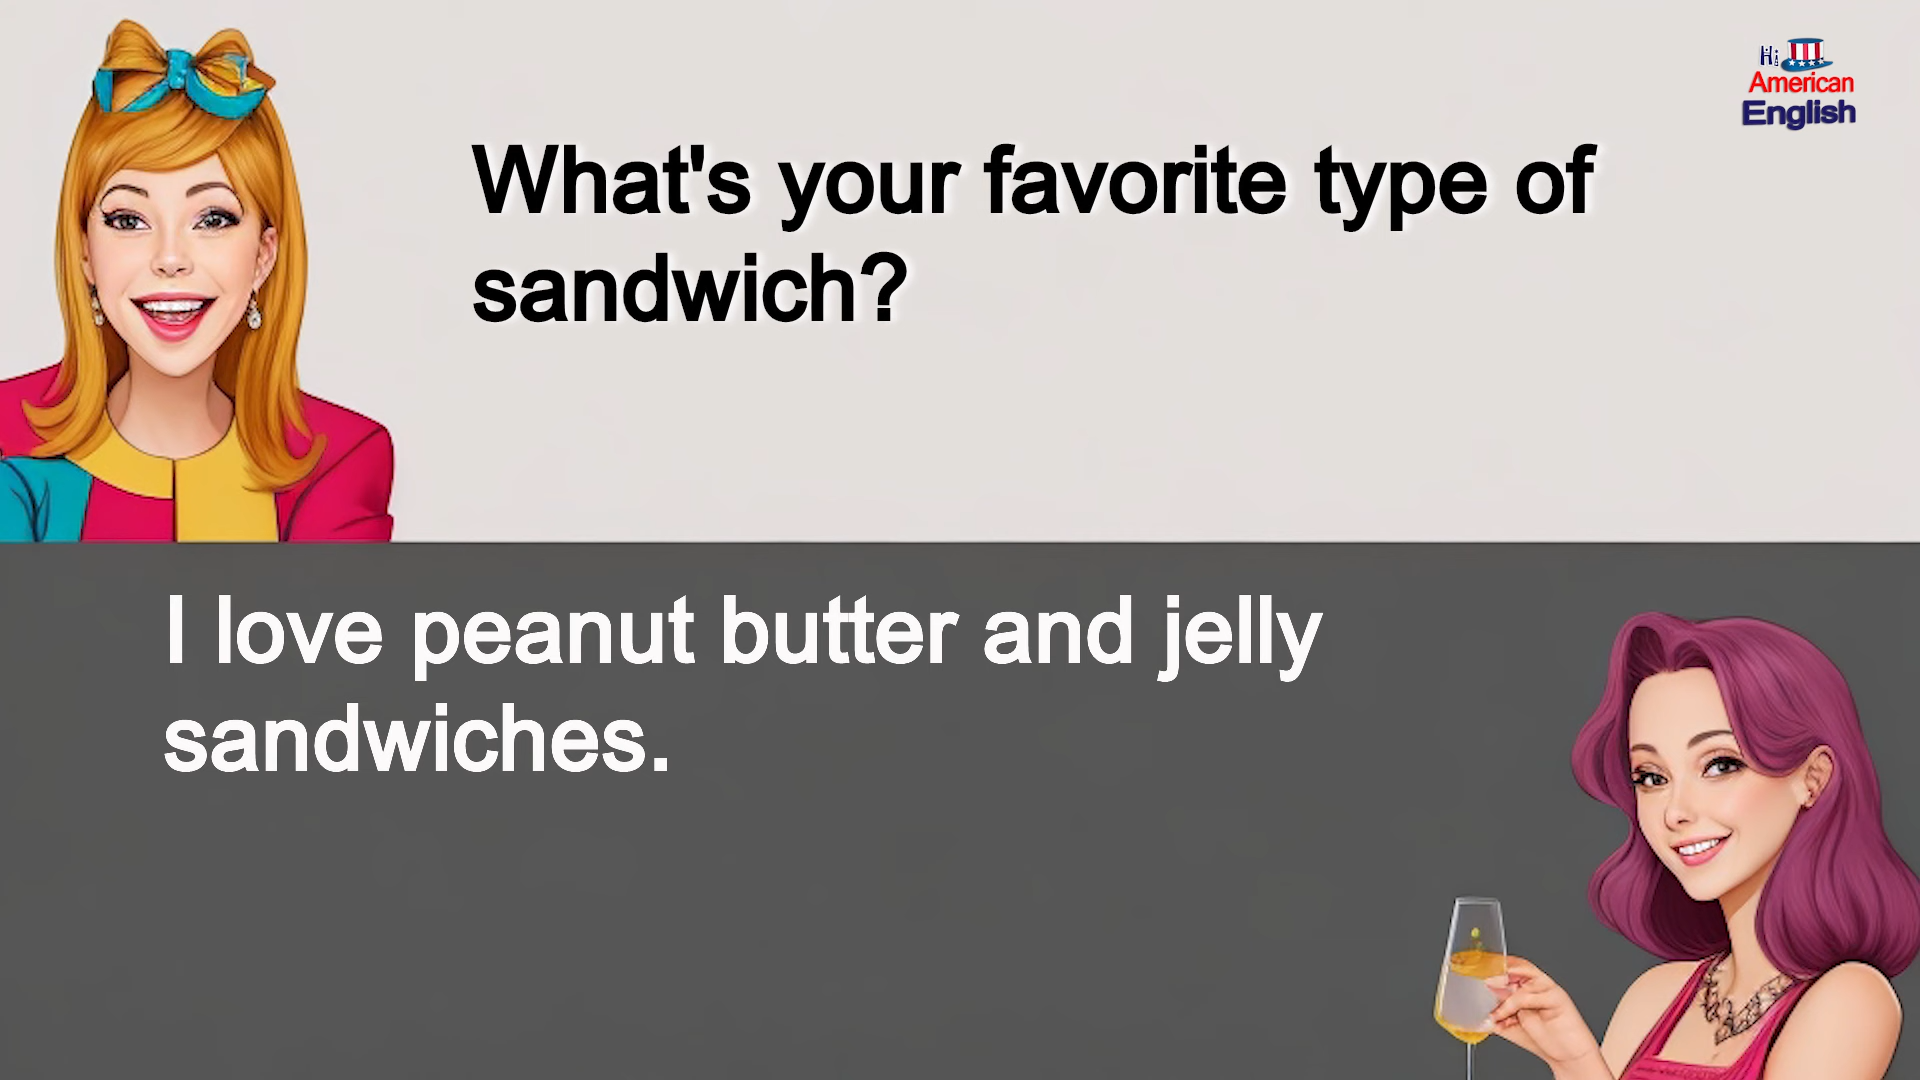 Hi
American
English
What's your favorite type of
sandwich?
I love peanut butter and jelly
sandwiches.